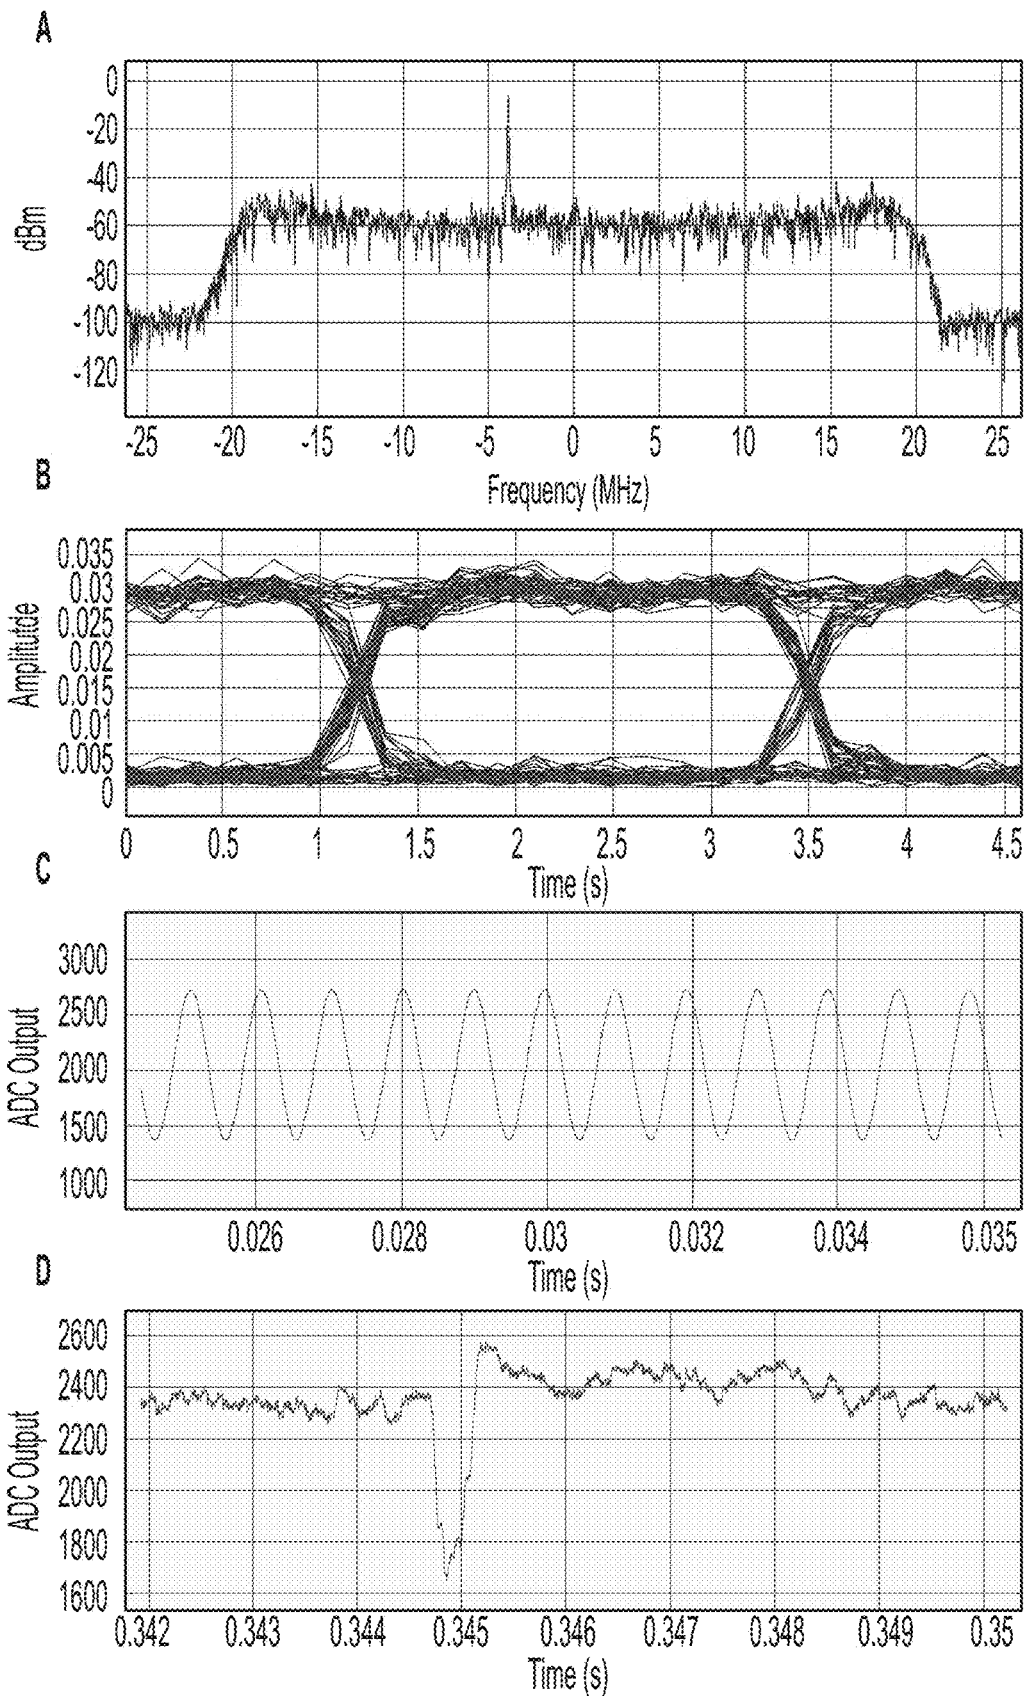 A
0
-20
-40
dBm
-60
-80
-100
-120
-25 -20 -15 -10 -5 0 5 10 15 20 25
Frequency (MHz)
B
0.035
0.03
0.025
Amplitutde
0.02
0.015
0.01
0.005
0
0 0.5 1 1.5 2 2.5 3 3.5 4 4.5
Time (s)
C
3000
2500
ADC Output
2000
1500
1000
0.026 0.028 0.03 0.032 0.034 0.035
Time (s)
D
2600
2400
ADC Output
2200
2000
1800
1600
0.342 0.343 0.344 0.345 0.346 0.347 0.348 0.349 0.35
Time (s)